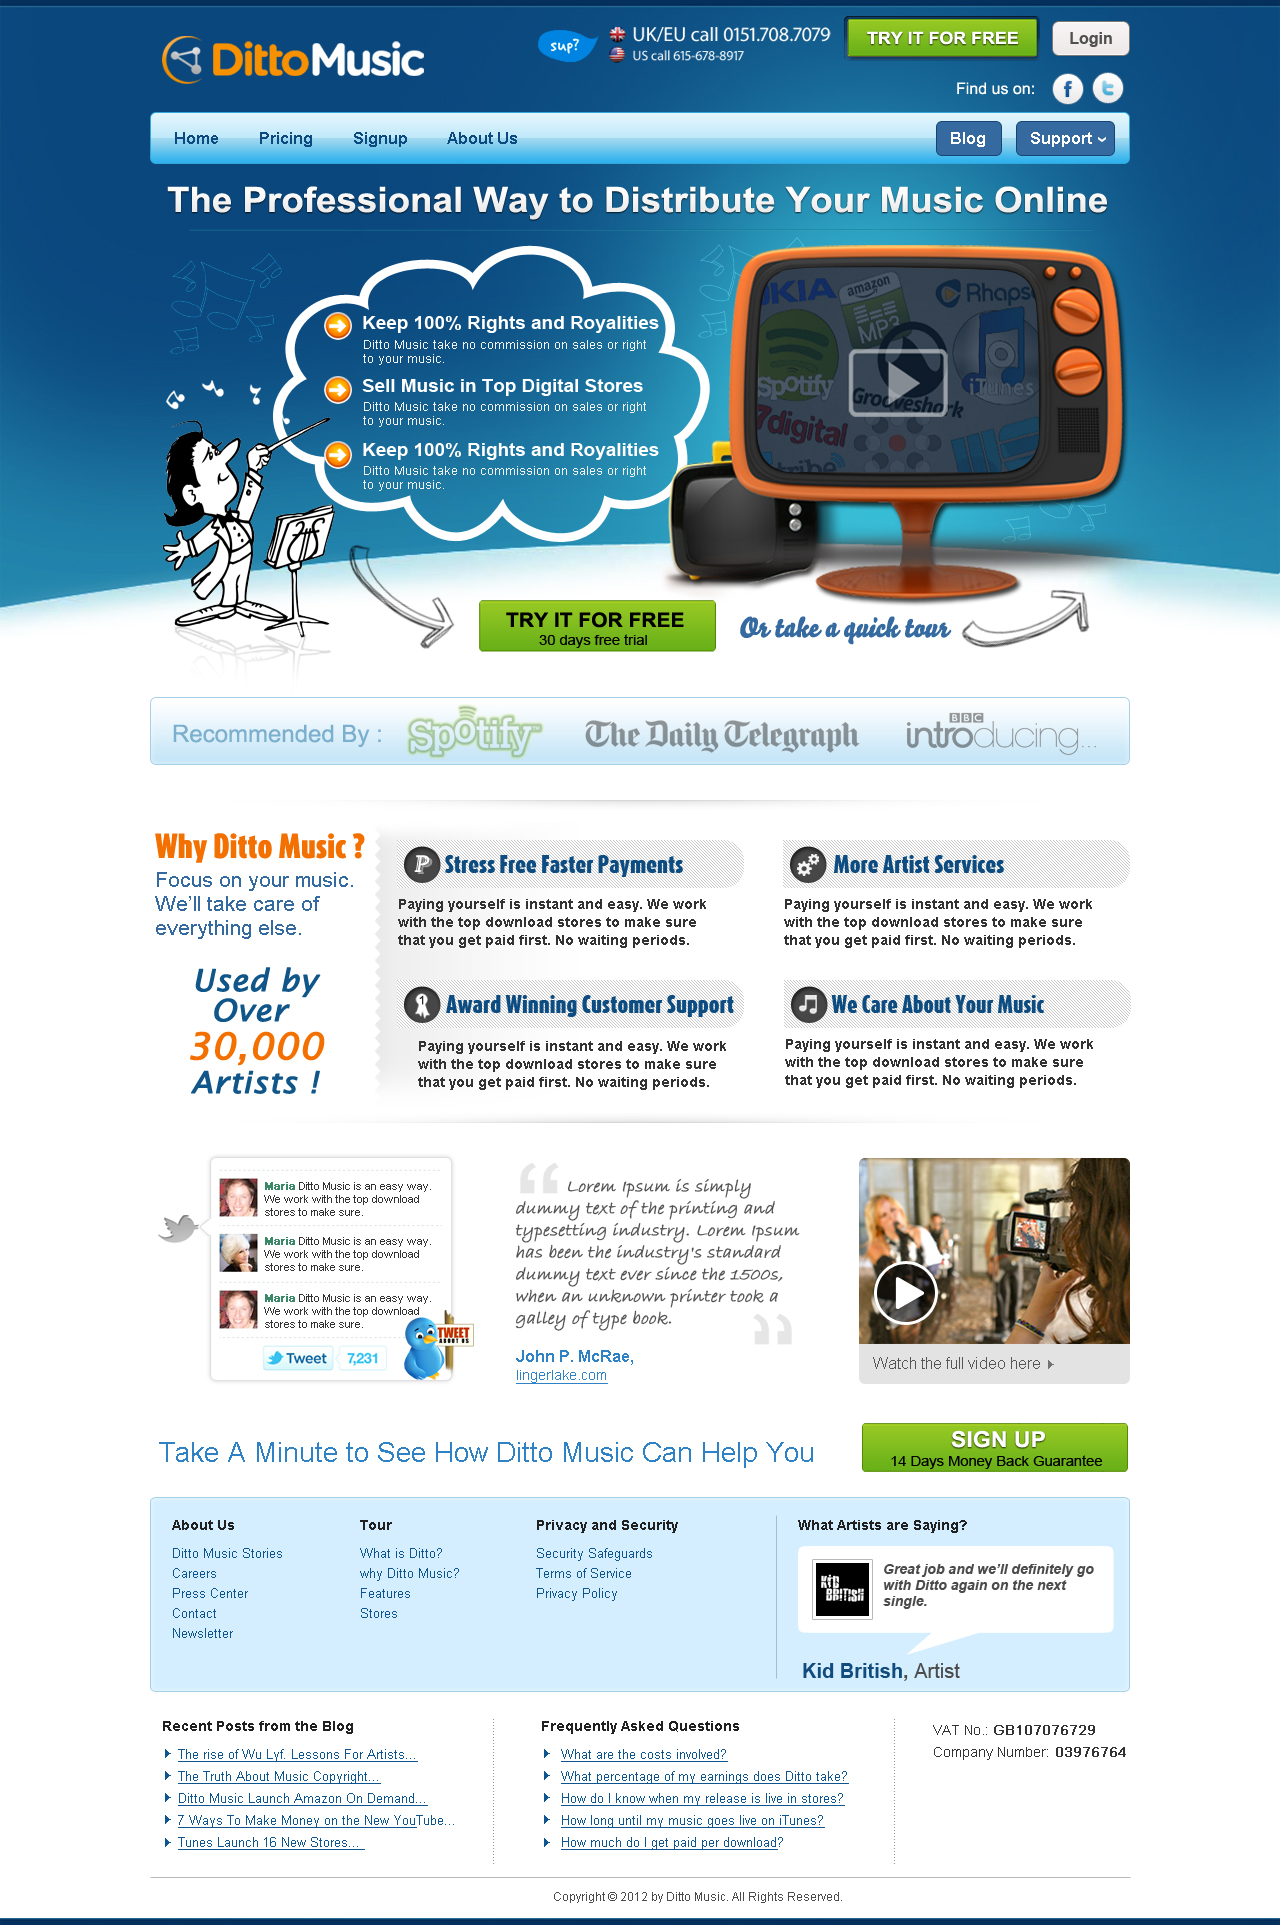 DittoMusic
sup?
UK/EU call 0151.708.7079
US call 615-678-8917
TRY IT FOR FREE
Login
Find us on:
f
t
Home
Pricing
Signup
About Us
Blog
Support
The Professional Way to Distribute Your Music Online
Keep 100% Rights and Royalities
Ditto Music take no commission on sales or right
to your music.
Sell Music in Top Digital Stores
Ditto Music take no commission on sales or right
to your music.
Keep 100% Rights and Royalities
Ditto Music take no commission on sales or right
to your music.
OKIA
amazon
MP3
Rhaps
Spotify
iTunes
Grooveshark
7digital
tribe
TRY IT FOR FREE
30 days free trial
Or take a quick tour
Recommended By :
Spotify
The Daily Telegraph
BBC
introducing...
Why Ditto Music ?
Focus on your music.
We'll take care of
everything else.
Used by
Over
30,000
Artists !
Stress Free Faster Payments
Paying yourself is instant and easy. We work
with the top download stores to make sure
that you get paid first. No waiting periods.
More Artist Services
Paying yourself is instant and easy. We work
with the top download stores to make sure
that you get paid first. No waiting periods.
1
Award Winning Customer Support
Paying yourself is instant and easy. We work
with the top download stores to make sure
that you get paid first. No waiting periods.
We Care About Your Music
Paying yourself is instant and easy. We work
with the top download stores to make sure
that you get paid first. No waiting periods.
Maria Ditto Music is an easy way.
We work with the top download
stores to make sure.
Maria Ditto Music is an easy way.
We work with the top download
stores to make sure.
Maria Ditto Music is an easy way.
We work with the top download
stores to make sure.
Tweet
7,231
TWEET
ABOUT US
“ Lorem Ipsum is simply
dummy text of the printing and
typesetting industry. Lorem Ipsum
has been the industry's standard
dummy text ever since the 1500s,
when an unknown printer took a
galley of type book. ”
John P. McRae,
lingerlake.com
Watch the full video here
Take A Minute to See How Ditto Music Can Help You
SIGN UP
14 Days Money Back Guarantee
About Us
Ditto Music Stories
Careers
Press Center
Contact
Newsletter
Tour
What is Ditto?
why Ditto Music?
Features
Stores
Privacy and Security
Security Safeguards
Terms of Service
Privacy Policy
What Artists are Saying?
KiD
BRiTiSH
Great job and we'll definitely go
with Ditto again on the next
single.
Kid British, Artist
Recent Posts from the Blog
The rise of Wu Lyf. Lessons For Artists...
The Truth About Music Copyright...
Ditto Music Launch Amazon On Demand...
7 Ways To Make Money on the New YouTube...
Tunes Launch 16 New Stores...
Frequently Asked Questions
What are the costs involved?
What percentage of my earnings does Ditto take?
How do I know when my release is live in stores?
How long until my music goes live on iTunes?
How much do I get paid per download?
VAT No.: GB107076729
Company Number: 03976764
Copyright © 2012 by Ditto Music. All Rights Reserved.